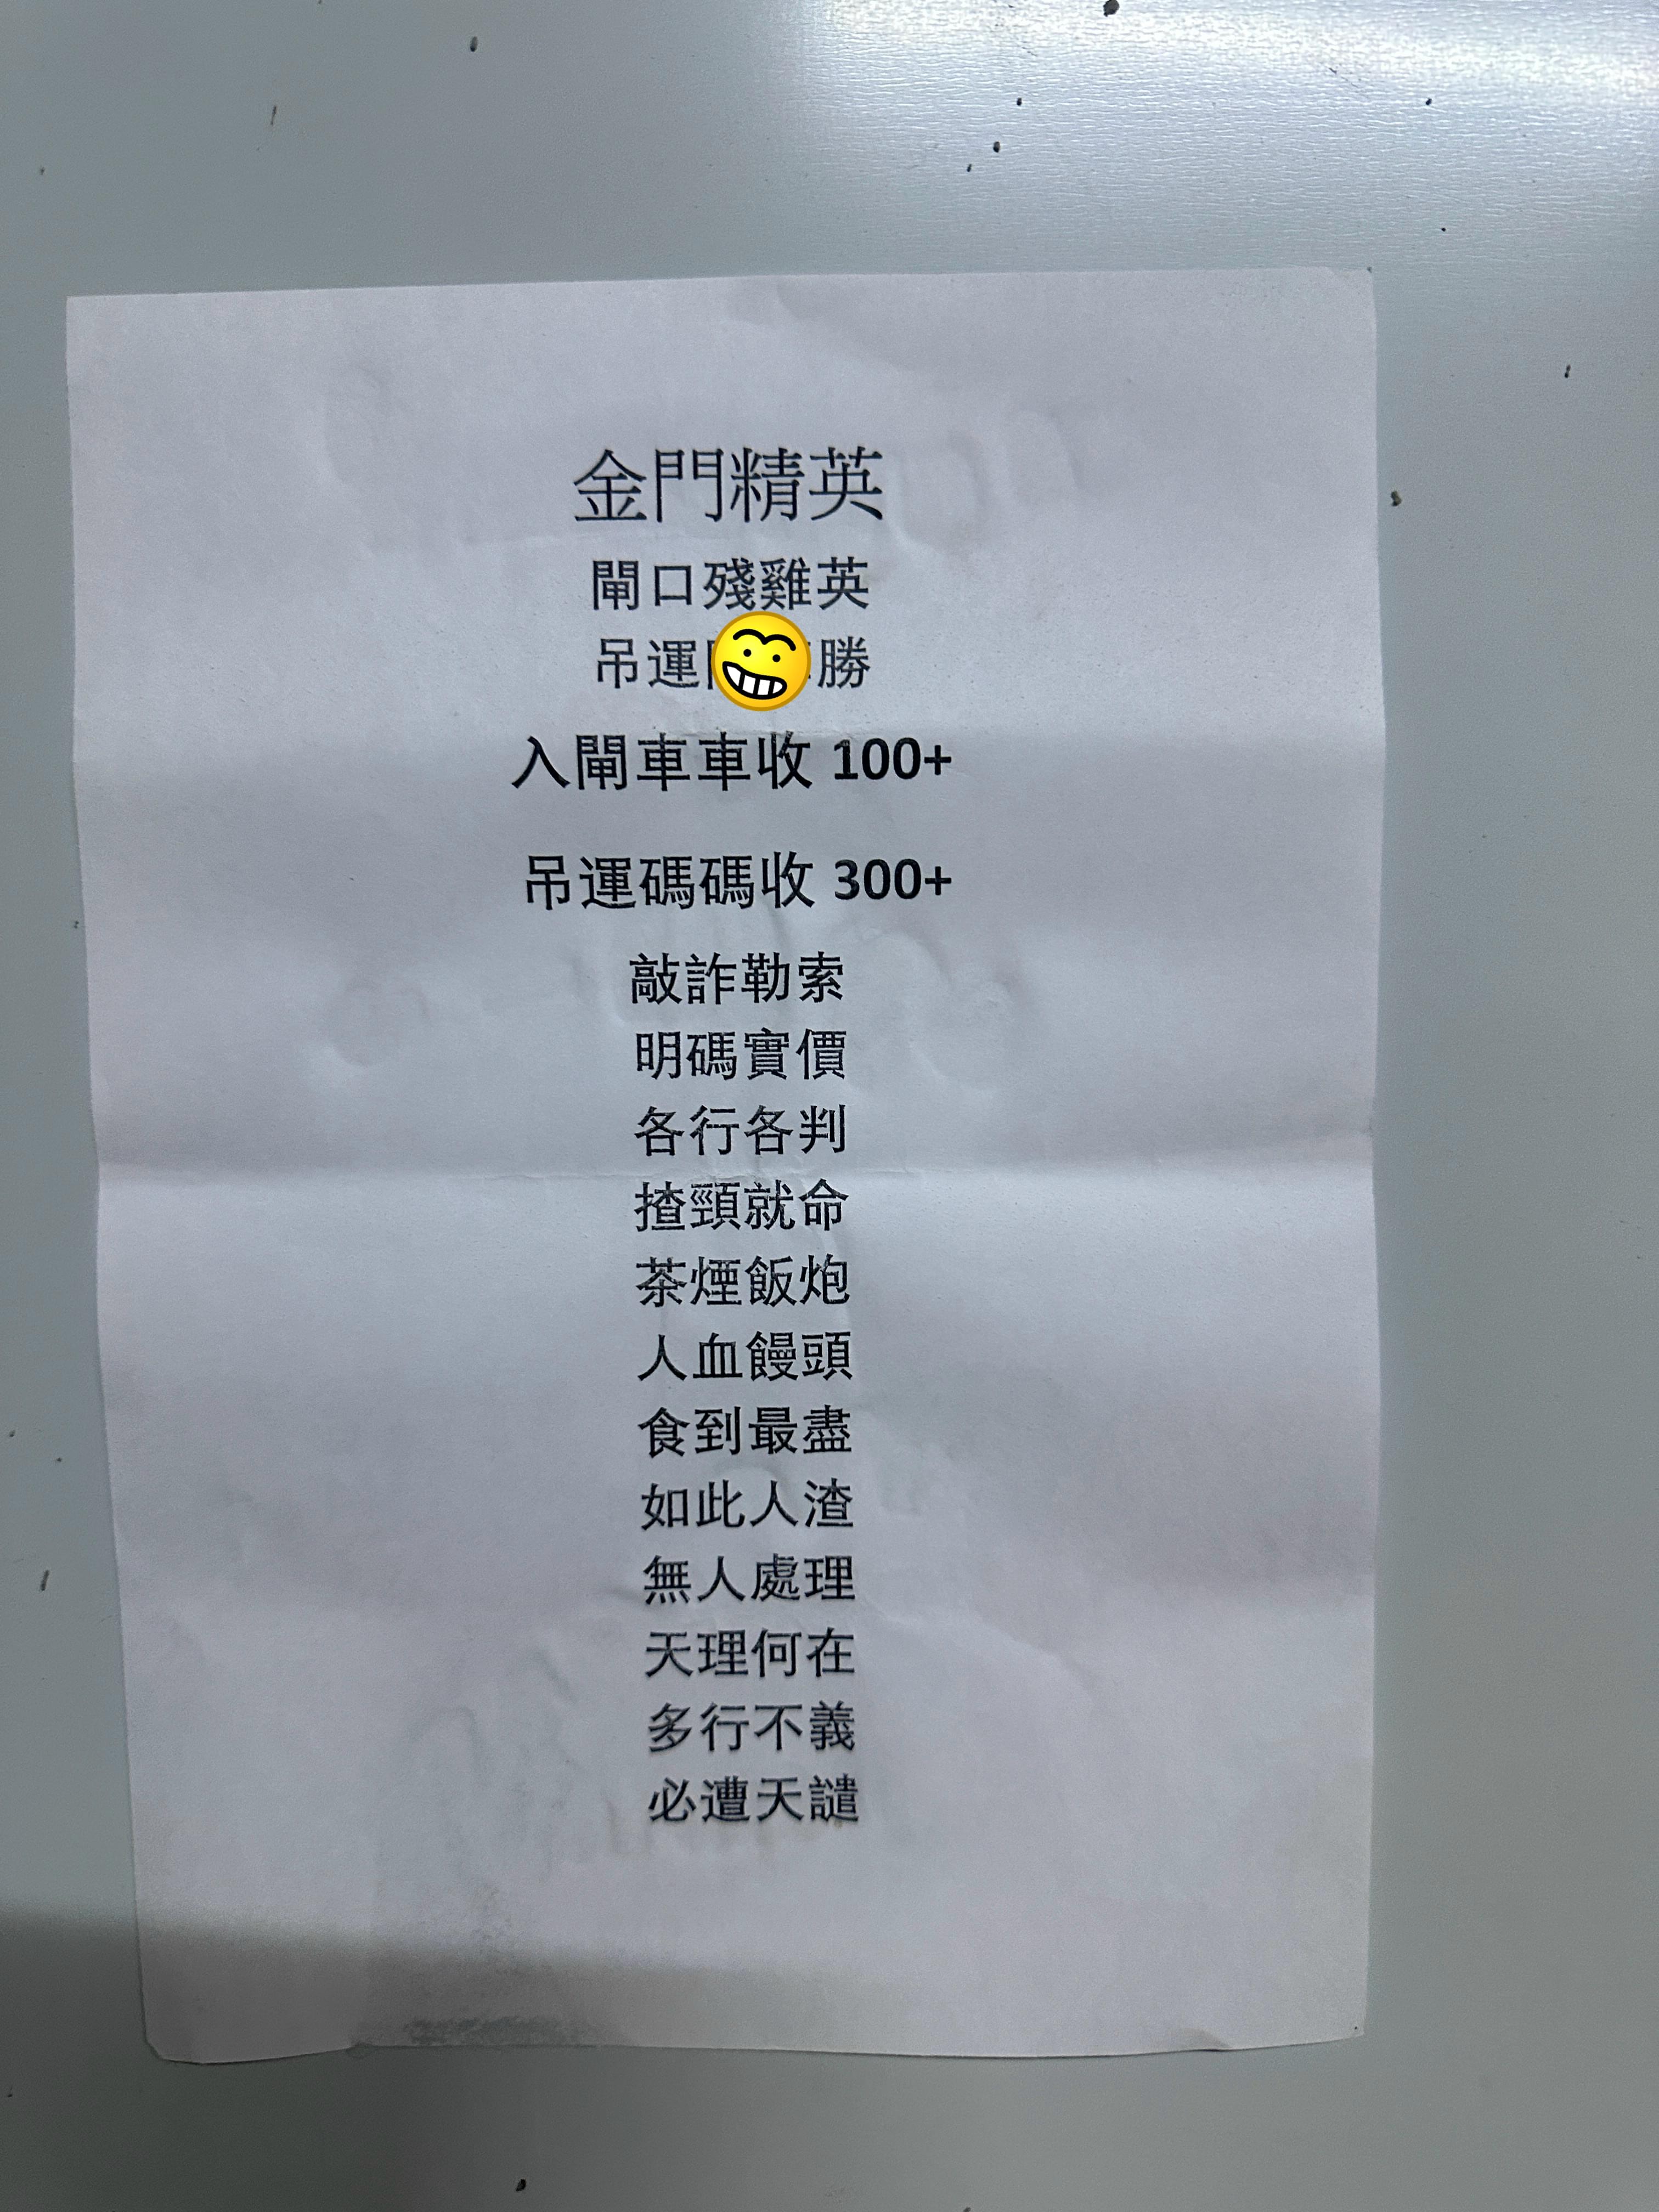 金門精英
閘口殘雞英
吊運勝
入閘車車收 100+
吊運碼碼收 300+
敲詐勒索
明碼實價
各行各判
揸頸就命
茶煙飯炮
人血饅頭
食到最盡
如此人渣
無人處理
天理何在
多行不義
必遭天譴